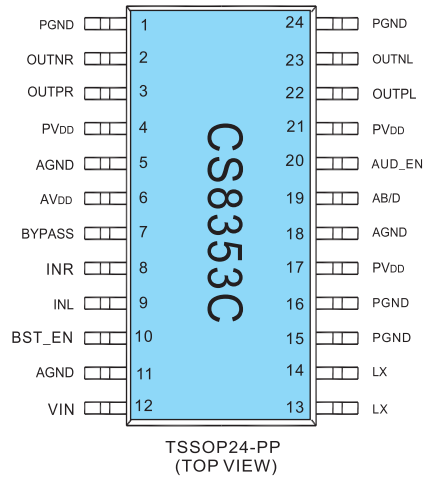 PGND 1 24 PGND
OUTNR 2 23 OUTNL
OUTPR 3 22 OUTPL
PVDD 4 21 PVDD
AGND 5 20 AUD_EN
AVDD 6 19 AB/D
BYPASS 7 18 AGND
INR 8 17 PVDD
INL 9 16 PGND
BST_EN 10 15 PGND
AGND 11 14 LX
VIN 12 13 LX
CS8353C
TSSOP24-PP
(TOP VIEW)